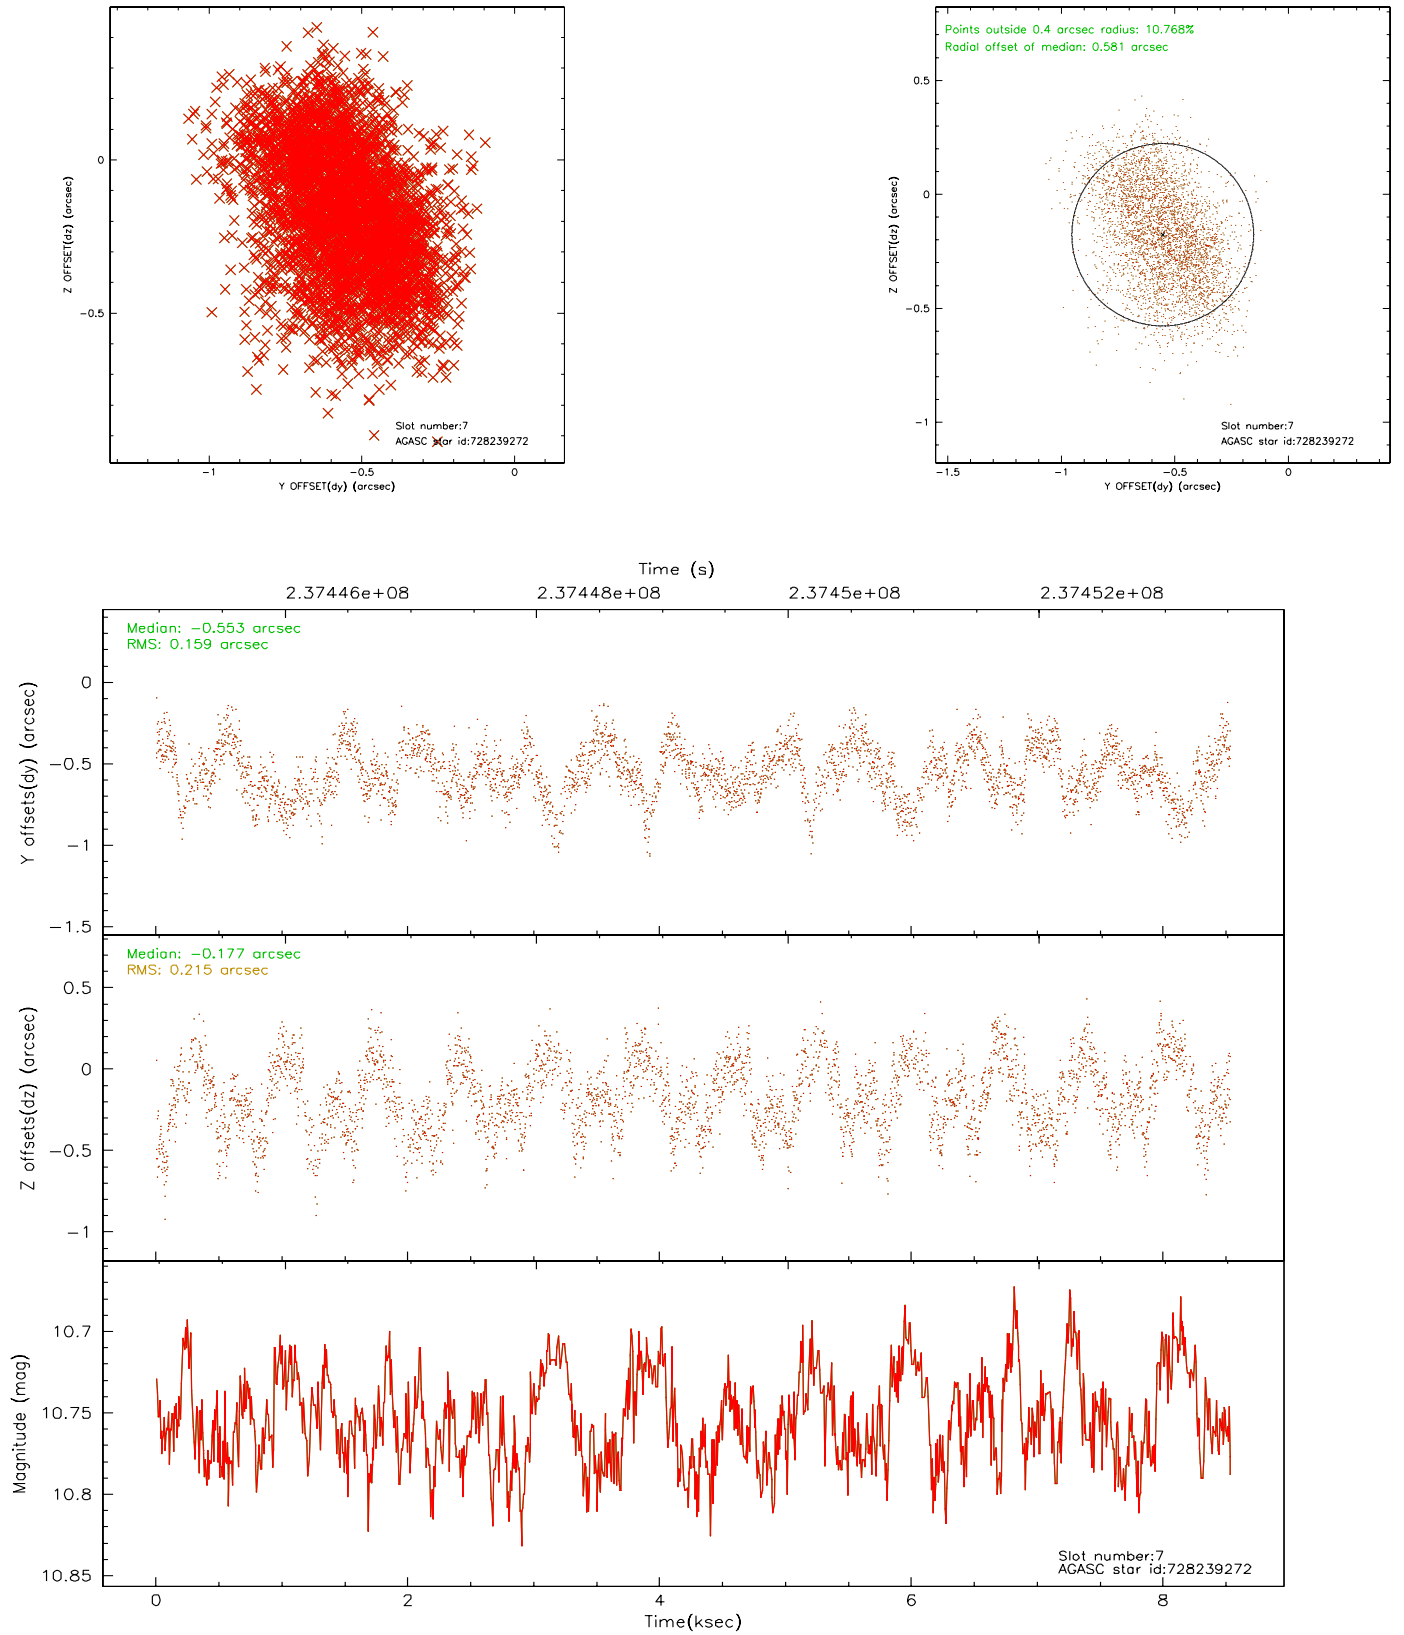 0
−0.5
Z OFFSET(dz) (arcsec)
Slot number:7
AGASC star id:728239272
−1
−0.5
0
Y OFFSET(dy) (arcsec)
Points outside 0.4 arcsec radius: 10.768%
Radial offset of median: 0.581 arcsec
0.5
0
−0.5
−1
Z OFFSET(dz) (arcsec)
Slot number:7
AGASC star id:728239272
−1.5
−1
−0.5
0
Y OFFSET(dy) (arcsec)
Time (s)
2.37446e+08
2.37448e+08
2.3745e+08
2.37452e+08
Median: −0.553 arcsec
RMS: 0.159 arcsec
0
−0.5
−1
−1.5
Y offsets(dy) (arcsec)
Median: −0.177 arcsec
RMS: 0.215 arcsec
0.5
0
−0.5
−1
Z offsets(dz) (arcsec)
10.7
10.75
10.8
10.85
Magnitude (mag)
Slot number:7
AGASC star id:728239272
0
2
4
6
8
Time(ksec)